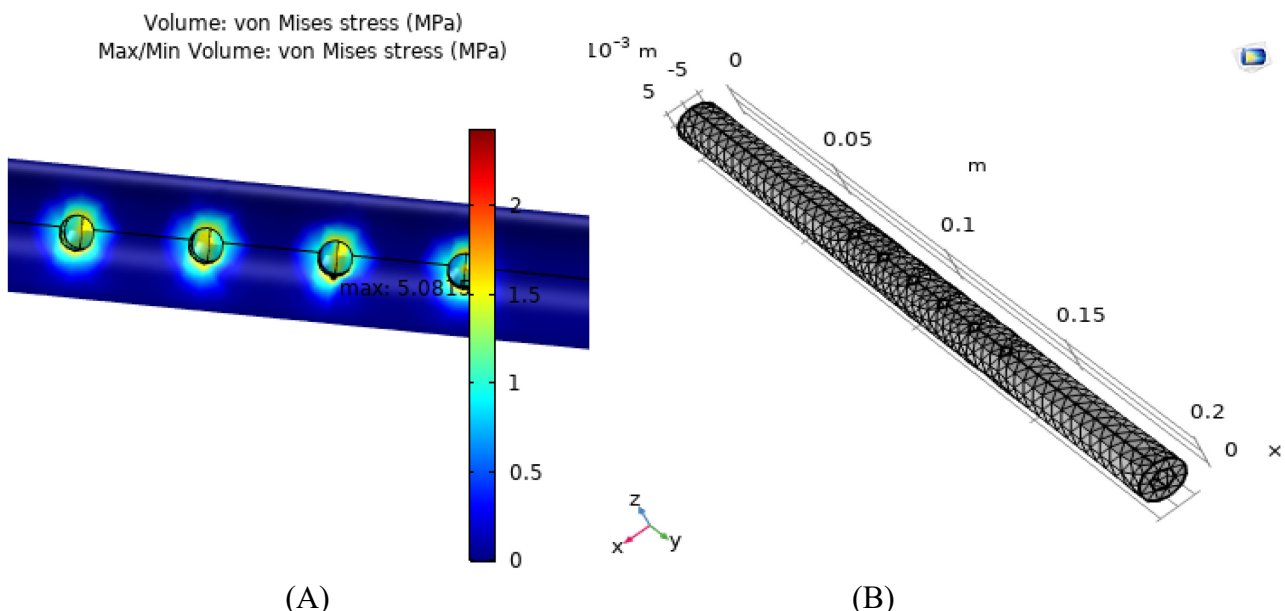 Volume: von Mises stress (MPa)
Max/Min Volume: von Mises stress (MPa)
2
max: 5.0815
1.5
1
0.5
0
(A)
10⁻³ m
-5
0
5
0.05
m
0.1
0.15
0.2
0
x
z
x
y
(B)